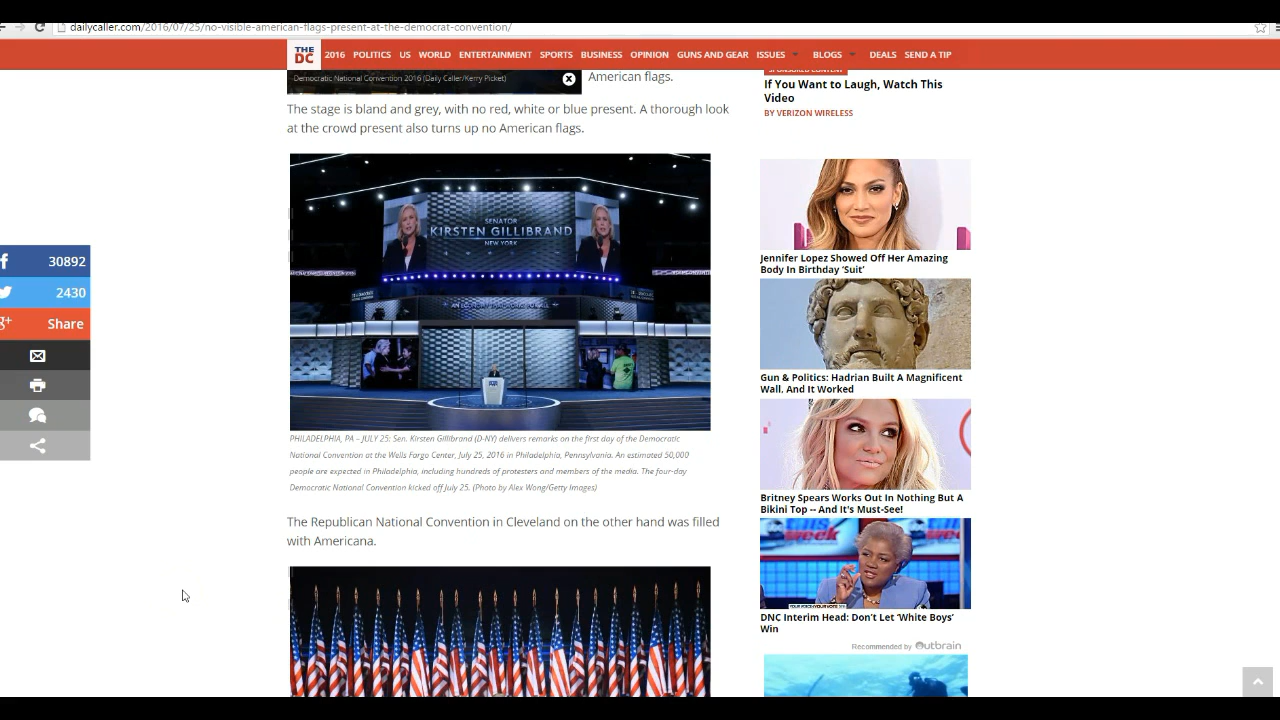 dailycaller.com/2016/07/25/no-visible-american-flags-present-at-the-democrat-convention/
THE DC
2016 POLITICS US WORLD ENTERTAINMENT SPORTS BUSINESS OPINION GUNS AND GEAR ISSUES BLOGS DEALS SEND A TIP
Democratic National Convention 2016 (Daily Caller/Kerry Picket)
American flags.
The stage is bland and grey, with no red, white or blue present. A thorough look
at the crowd present also turns up no American flags.
SENATOR
KIRSTEN GILLIBRAND
NEW YORK
PHILADELPHIA, PA – JULY 25: Sen. Kirsten Gillibrand (D-NY) delivers remarks on the first day of the Democratic
National Convention at the Wells Fargo Center, July 25, 2016 in Philadelphia, Pennsylvania. An estimated 50,000
people are expected in Philadelphia, including hundreds of protesters and members of the media. The four-day
Democratic National Convention kicked off July 25. (Photo by Alex Wong/Getty Images)
The Republican National Convention in Cleveland on the other hand was filled
with Americana.
30892
2430
g+ Share
SPONSORED CONTENT
If You Want to Laugh, Watch This
Video
BY VERIZON WIRELESS
Jennifer Lopez Showed Off Her Amazing
Body In Birthday ‘Suit’
Gun & Politics: Hadrian Built A Magnificent
Wall, And It Worked
Britney Spears Works Out In Nothing But A
Bikini Top -- And It's Must-See!
week
DNC Interim Head: Don’t Let ‘White Boys’
Win
Recommended by Outbrain